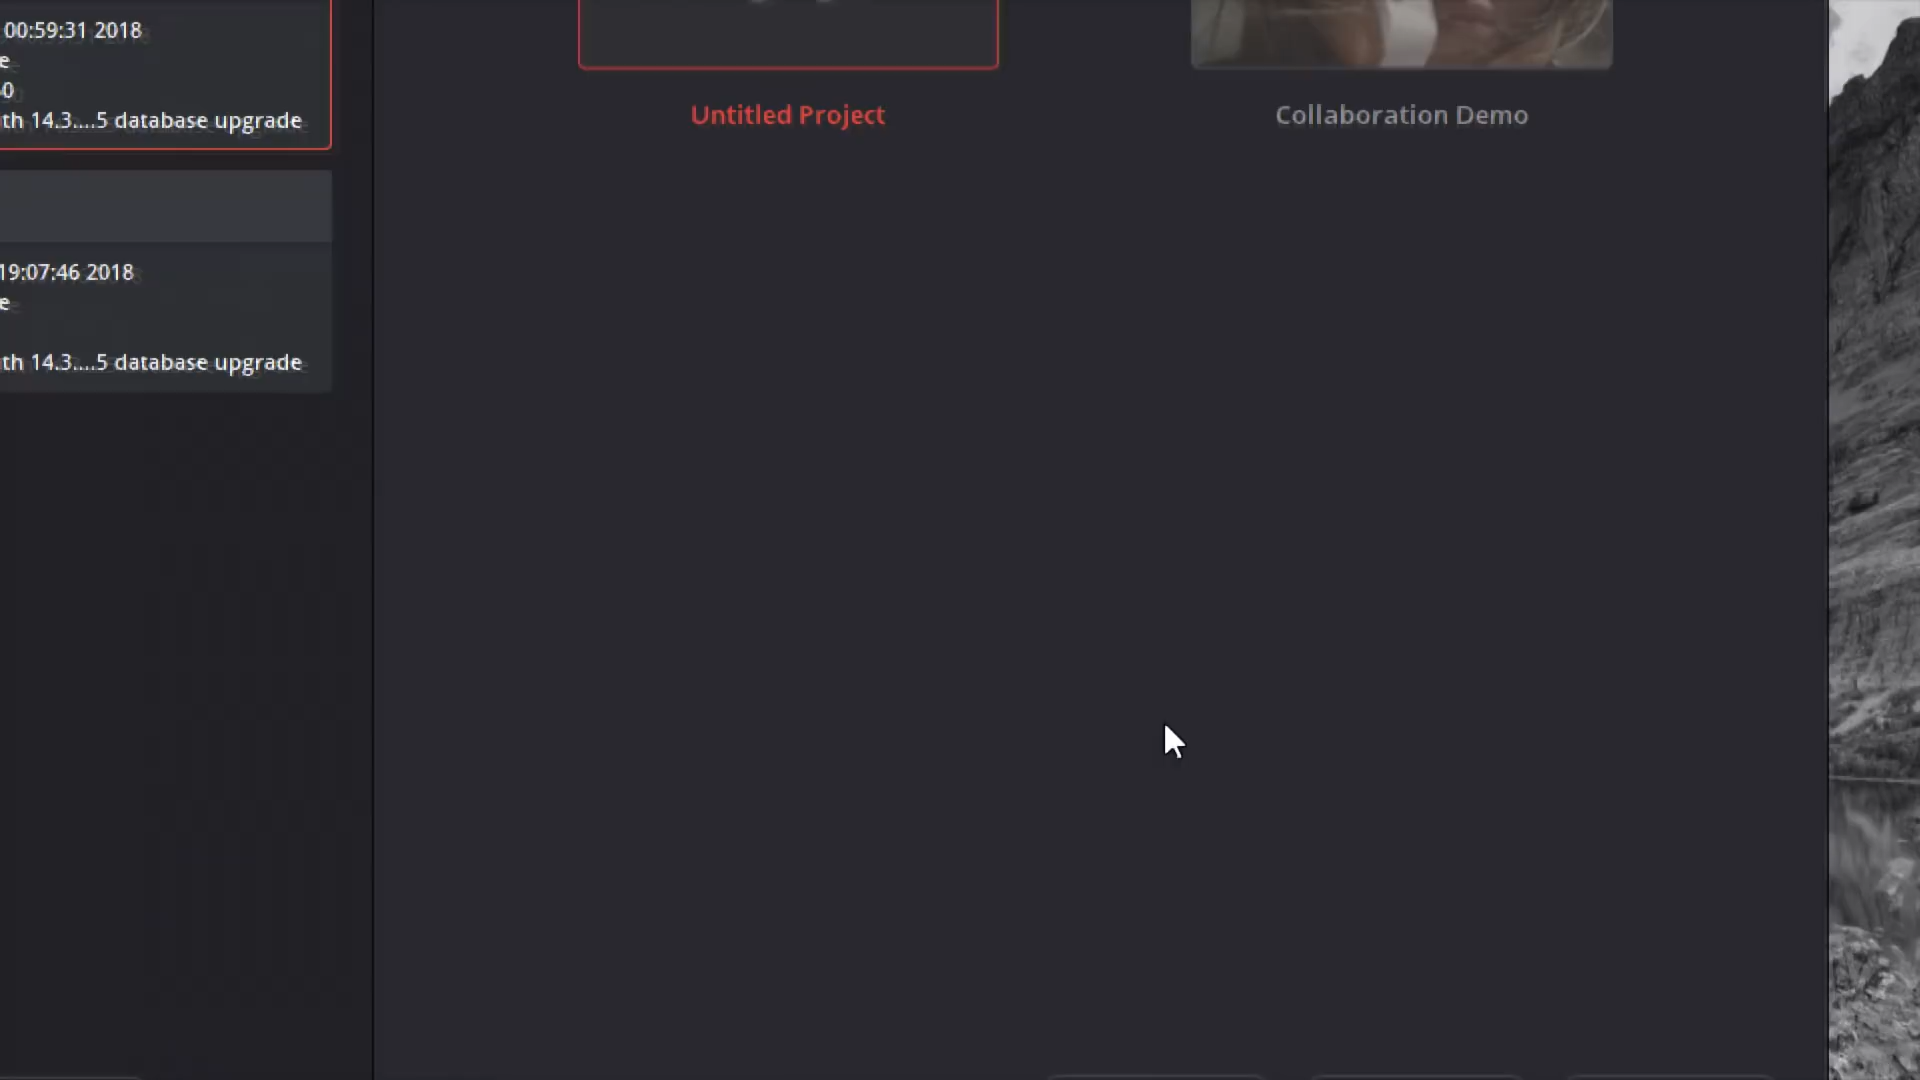 00:59:31 2018
e
0
th 14.3....5 database upgrade
19:07:46 2018
e
th 14.3....5 database upgrade
Untitled Project
Collaboration Demo